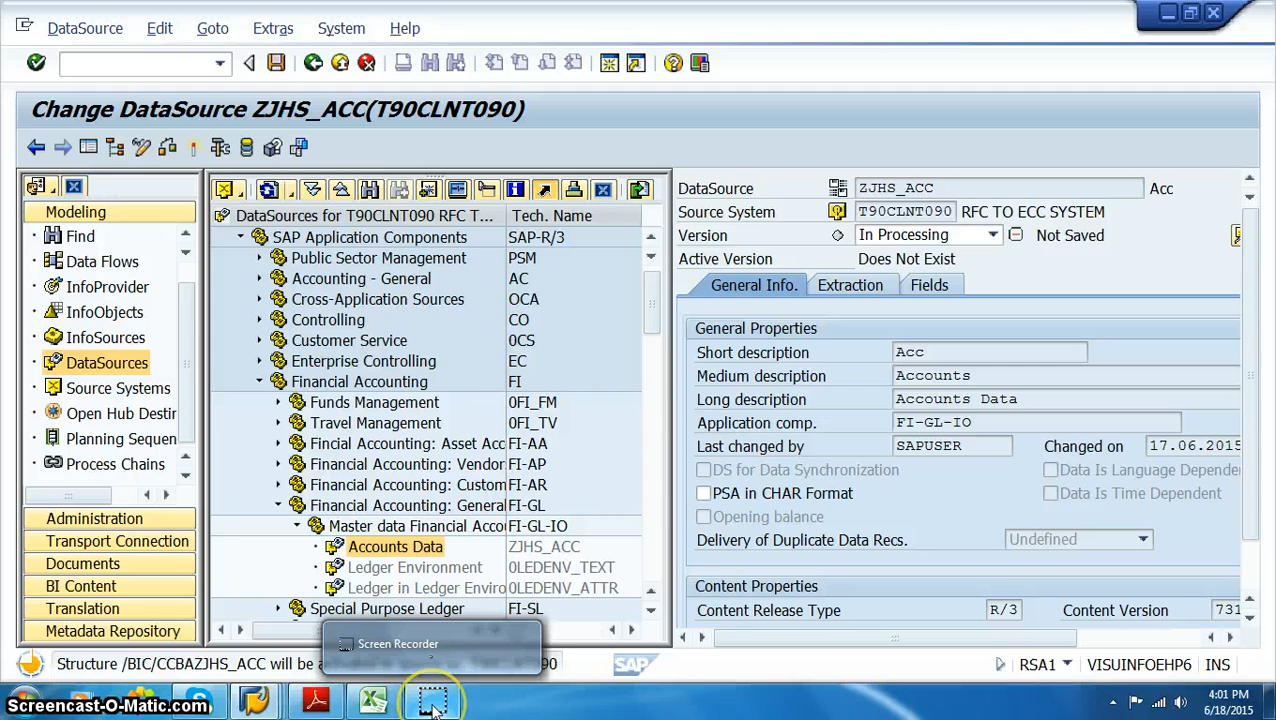 DataSource Edit Goto Extras System Help
Change DataSource ZJHS_ACC(T90CLNT090)
Modeling
Find
Data Flows
InfoProvider
InfoObjects
InfoSources
DataSources
Source Systems
Open Hub Destin
Planning Sequen
Process Chains
Administration
Transport Connection
Documents
BI Content
Translation
Metadata Repository
DataSources for T90CLNT090 RFC T... Tech. Name
SAP Application Components SAP-R/3
Public Sector Management PSM
Accounting - General AC
Cross-Application Sources OCA
Controlling CO
Customer Service 0CS
Enterprise Controlling EC
Financial Accounting FI
Funds Management 0FI_FM
Travel Management 0FI_TV
Fincial Accounting: Asset Acc FI-AA
Financial Accounting: Vendor FI-AP
Financial Accounting: Custom FI-AR
Financial Accounting: General FI-GL
Master data Financial Acco FI-GL-IO
Accounts Data ZJHS_ACC
Ledger Environment 0LEDENV_TEXT
Ledger in Ledger Enviro 0LEDENV_ATTR
Special Purpose Ledger FI-SL
DataSource ZJHS_ACC Acc
Source System T90CLNT090 RFC TO ECC SYSTEM
Version In Processing Not Saved
Active Version Does Not Exist
General Info. Extraction Fields
General Properties
Short description Acc
Medium description Accounts
Long description Accounts Data
Application comp. FI-GL-IO
Last changed by SAPUSER Changed on 17.06.2015
DS for Data Synchronization Data Is Language Depender
PSA in CHAR Format Data Is Time Dependent
Opening balance
Delivery of Duplicate Data Recs. Undefined
Content Properties
Content Release Type R/3 Content Version 731
Screen Recorder
Structure /BIC/CCBAZJHS_ACC will be 090
SAP RSA1 VISUINFOEHP6 INS
Screencast-O-Matic.com
4:01 PM
6/18/2015